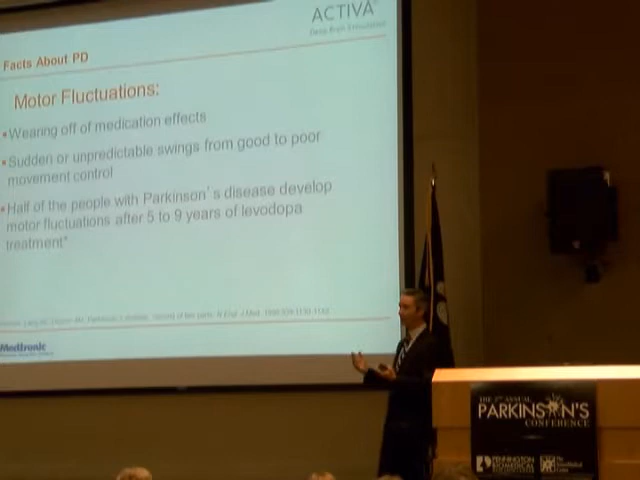 ACTIVA
Facts About PD
Motor Fluctuations:
▪Wearing off of medication effects
▪Sudden or unpredictable swings from good to poor
movement control
▪Half of the people with Parkinson's disease develop
motor fluctuations after 5 to 9 years of levodopa
treatment*
Medtronic
PARKINSON'S
CONFERENCE
PENNINGTON
BIOMEDICAL